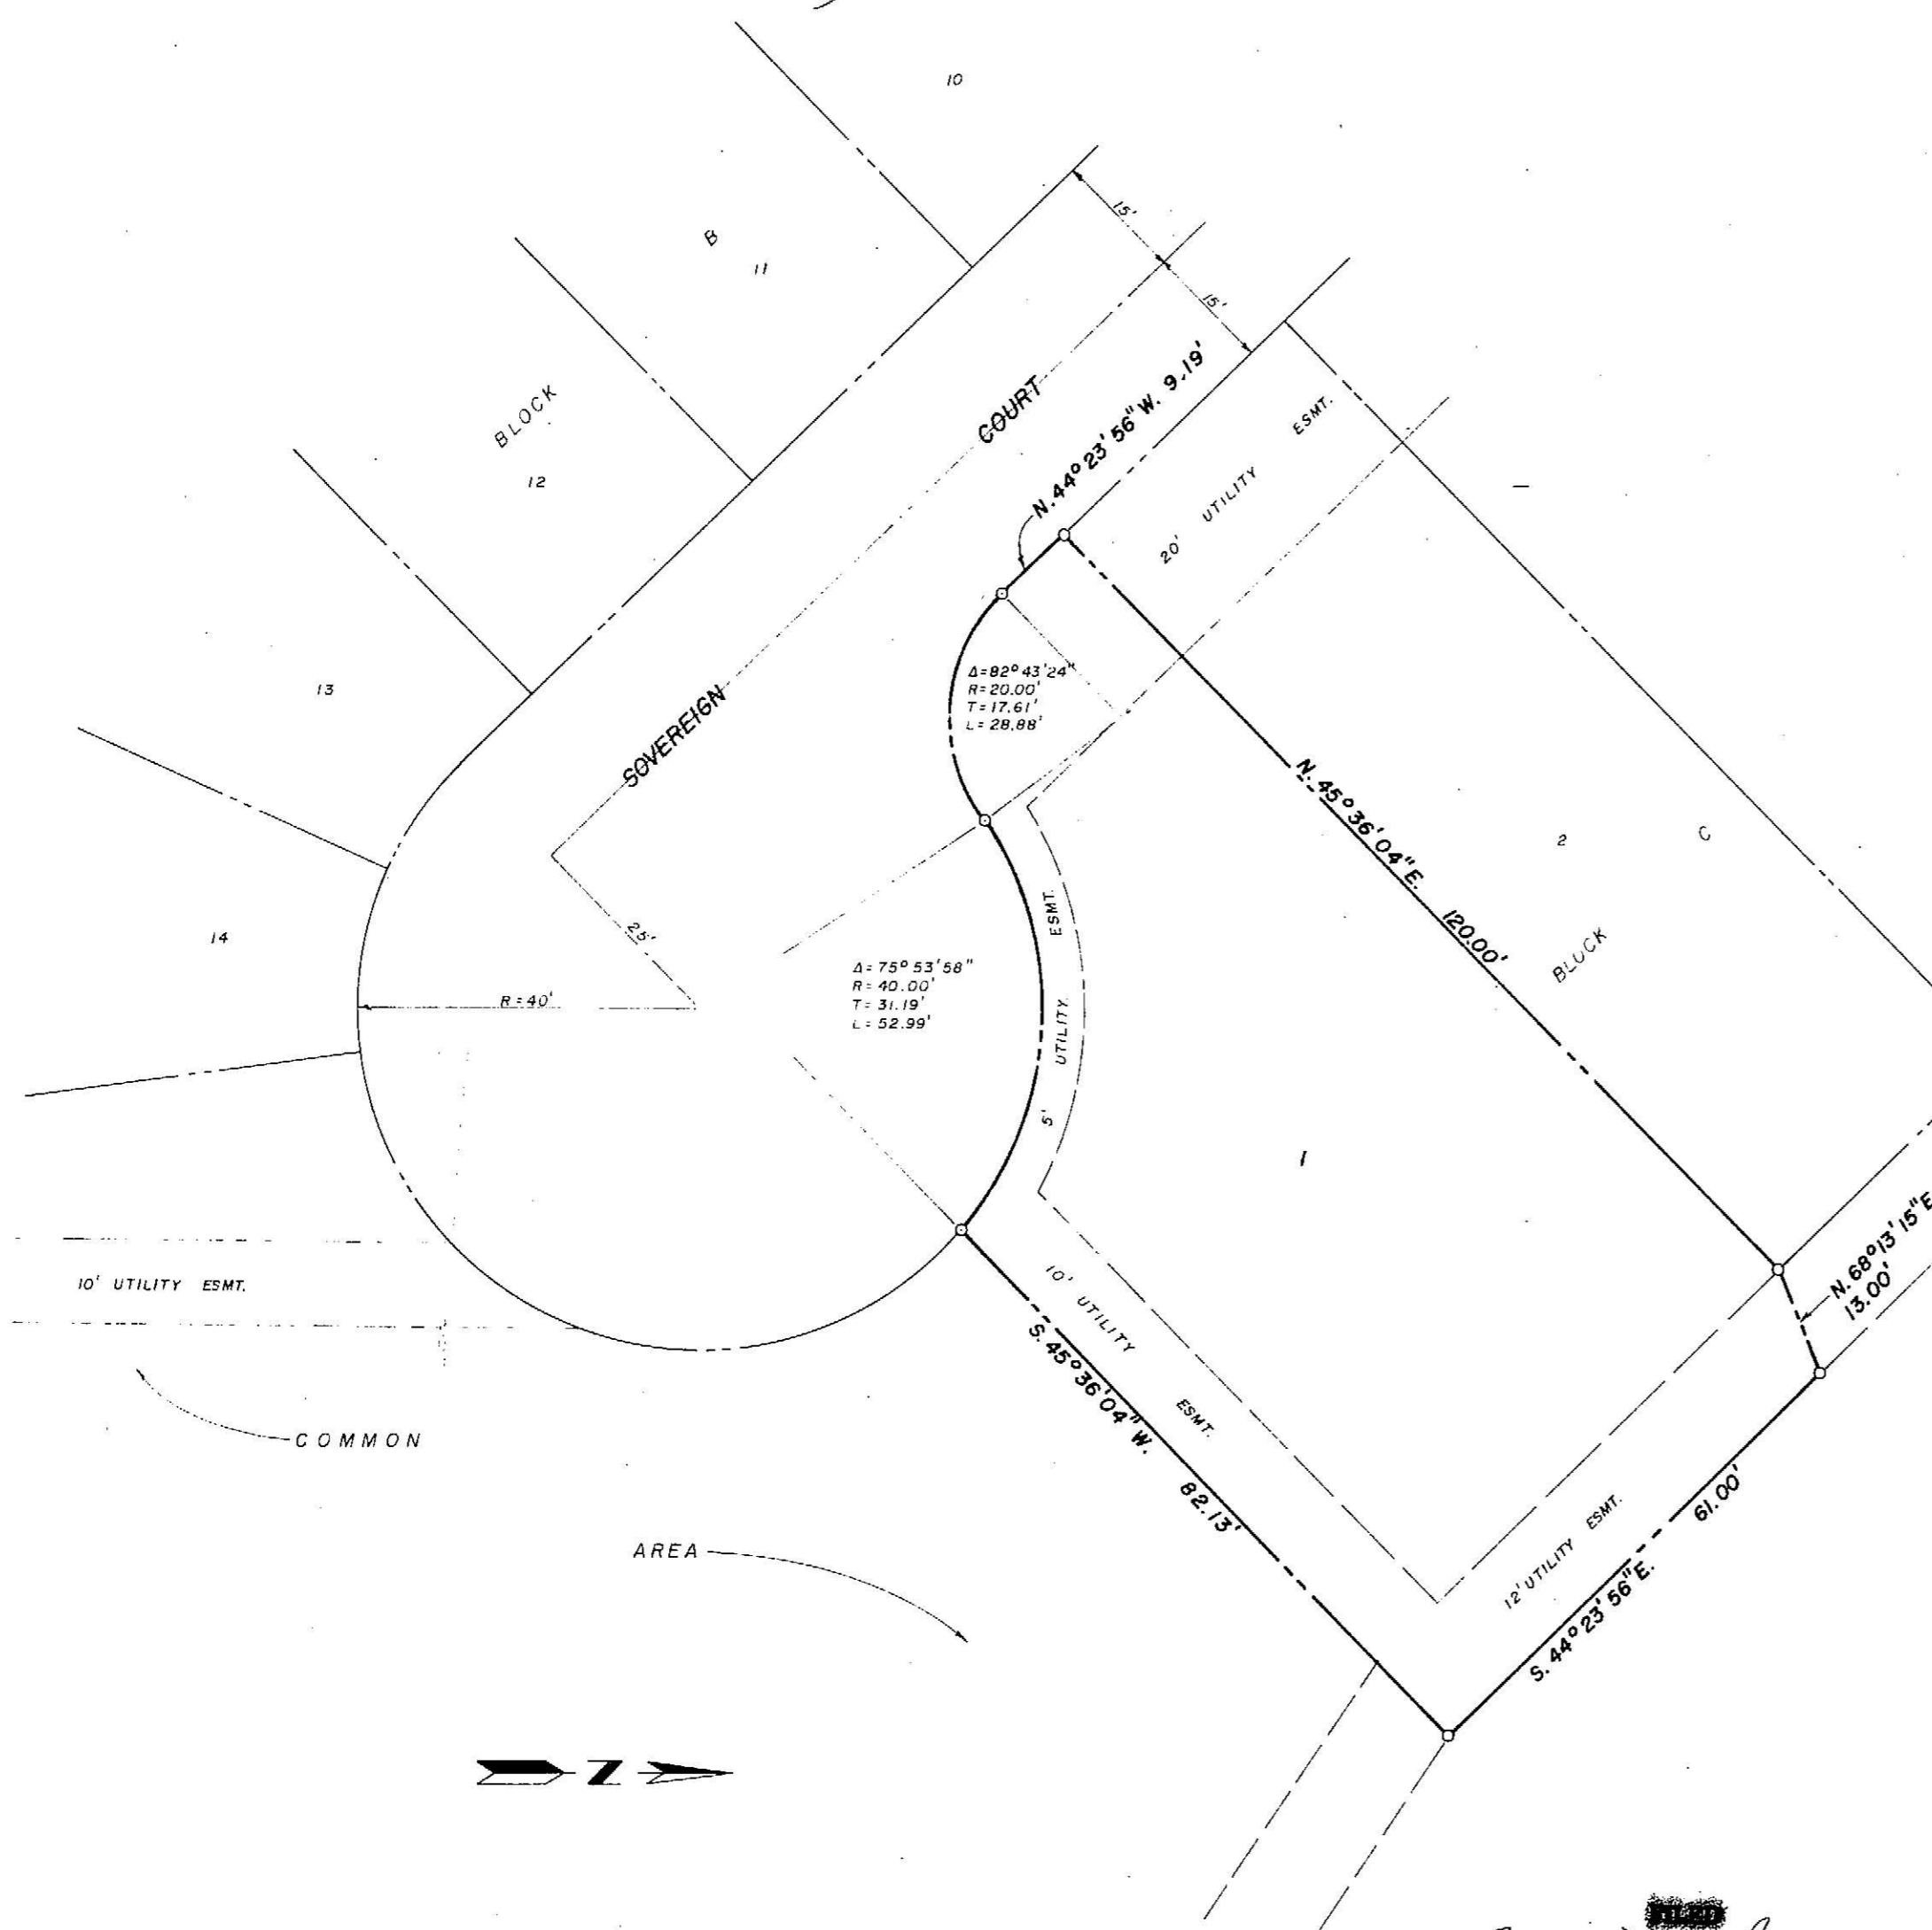 10
15'
B
11
15'
N. 44° 23' 56" W. 9.19'
COURT
BLOCK
12
ESMT.
UTILITY
20'
13
SOVEREIGN
Δ=82° 43' 24"
R=20.00'
T=17.61'
L=28.88'
N. 45° 36' 04" E. 120.00'
2
C
BLOCK
14
25'
ESMT.
UTILITY
5'
R=40'
Δ=75° 53' 58"
R=40.00'
T=31.19'
L=52.99'
1
N. 68° 13' 15" E
13.00'
10' UTILITY ESMT.
10' UTILITY ESMT.
S. 45° 36' 04" W. 82.13'
COMMON
AREA
12' UTILITY ESMT.
S. 44° 23' 56" E. 61.00'
N
FILED